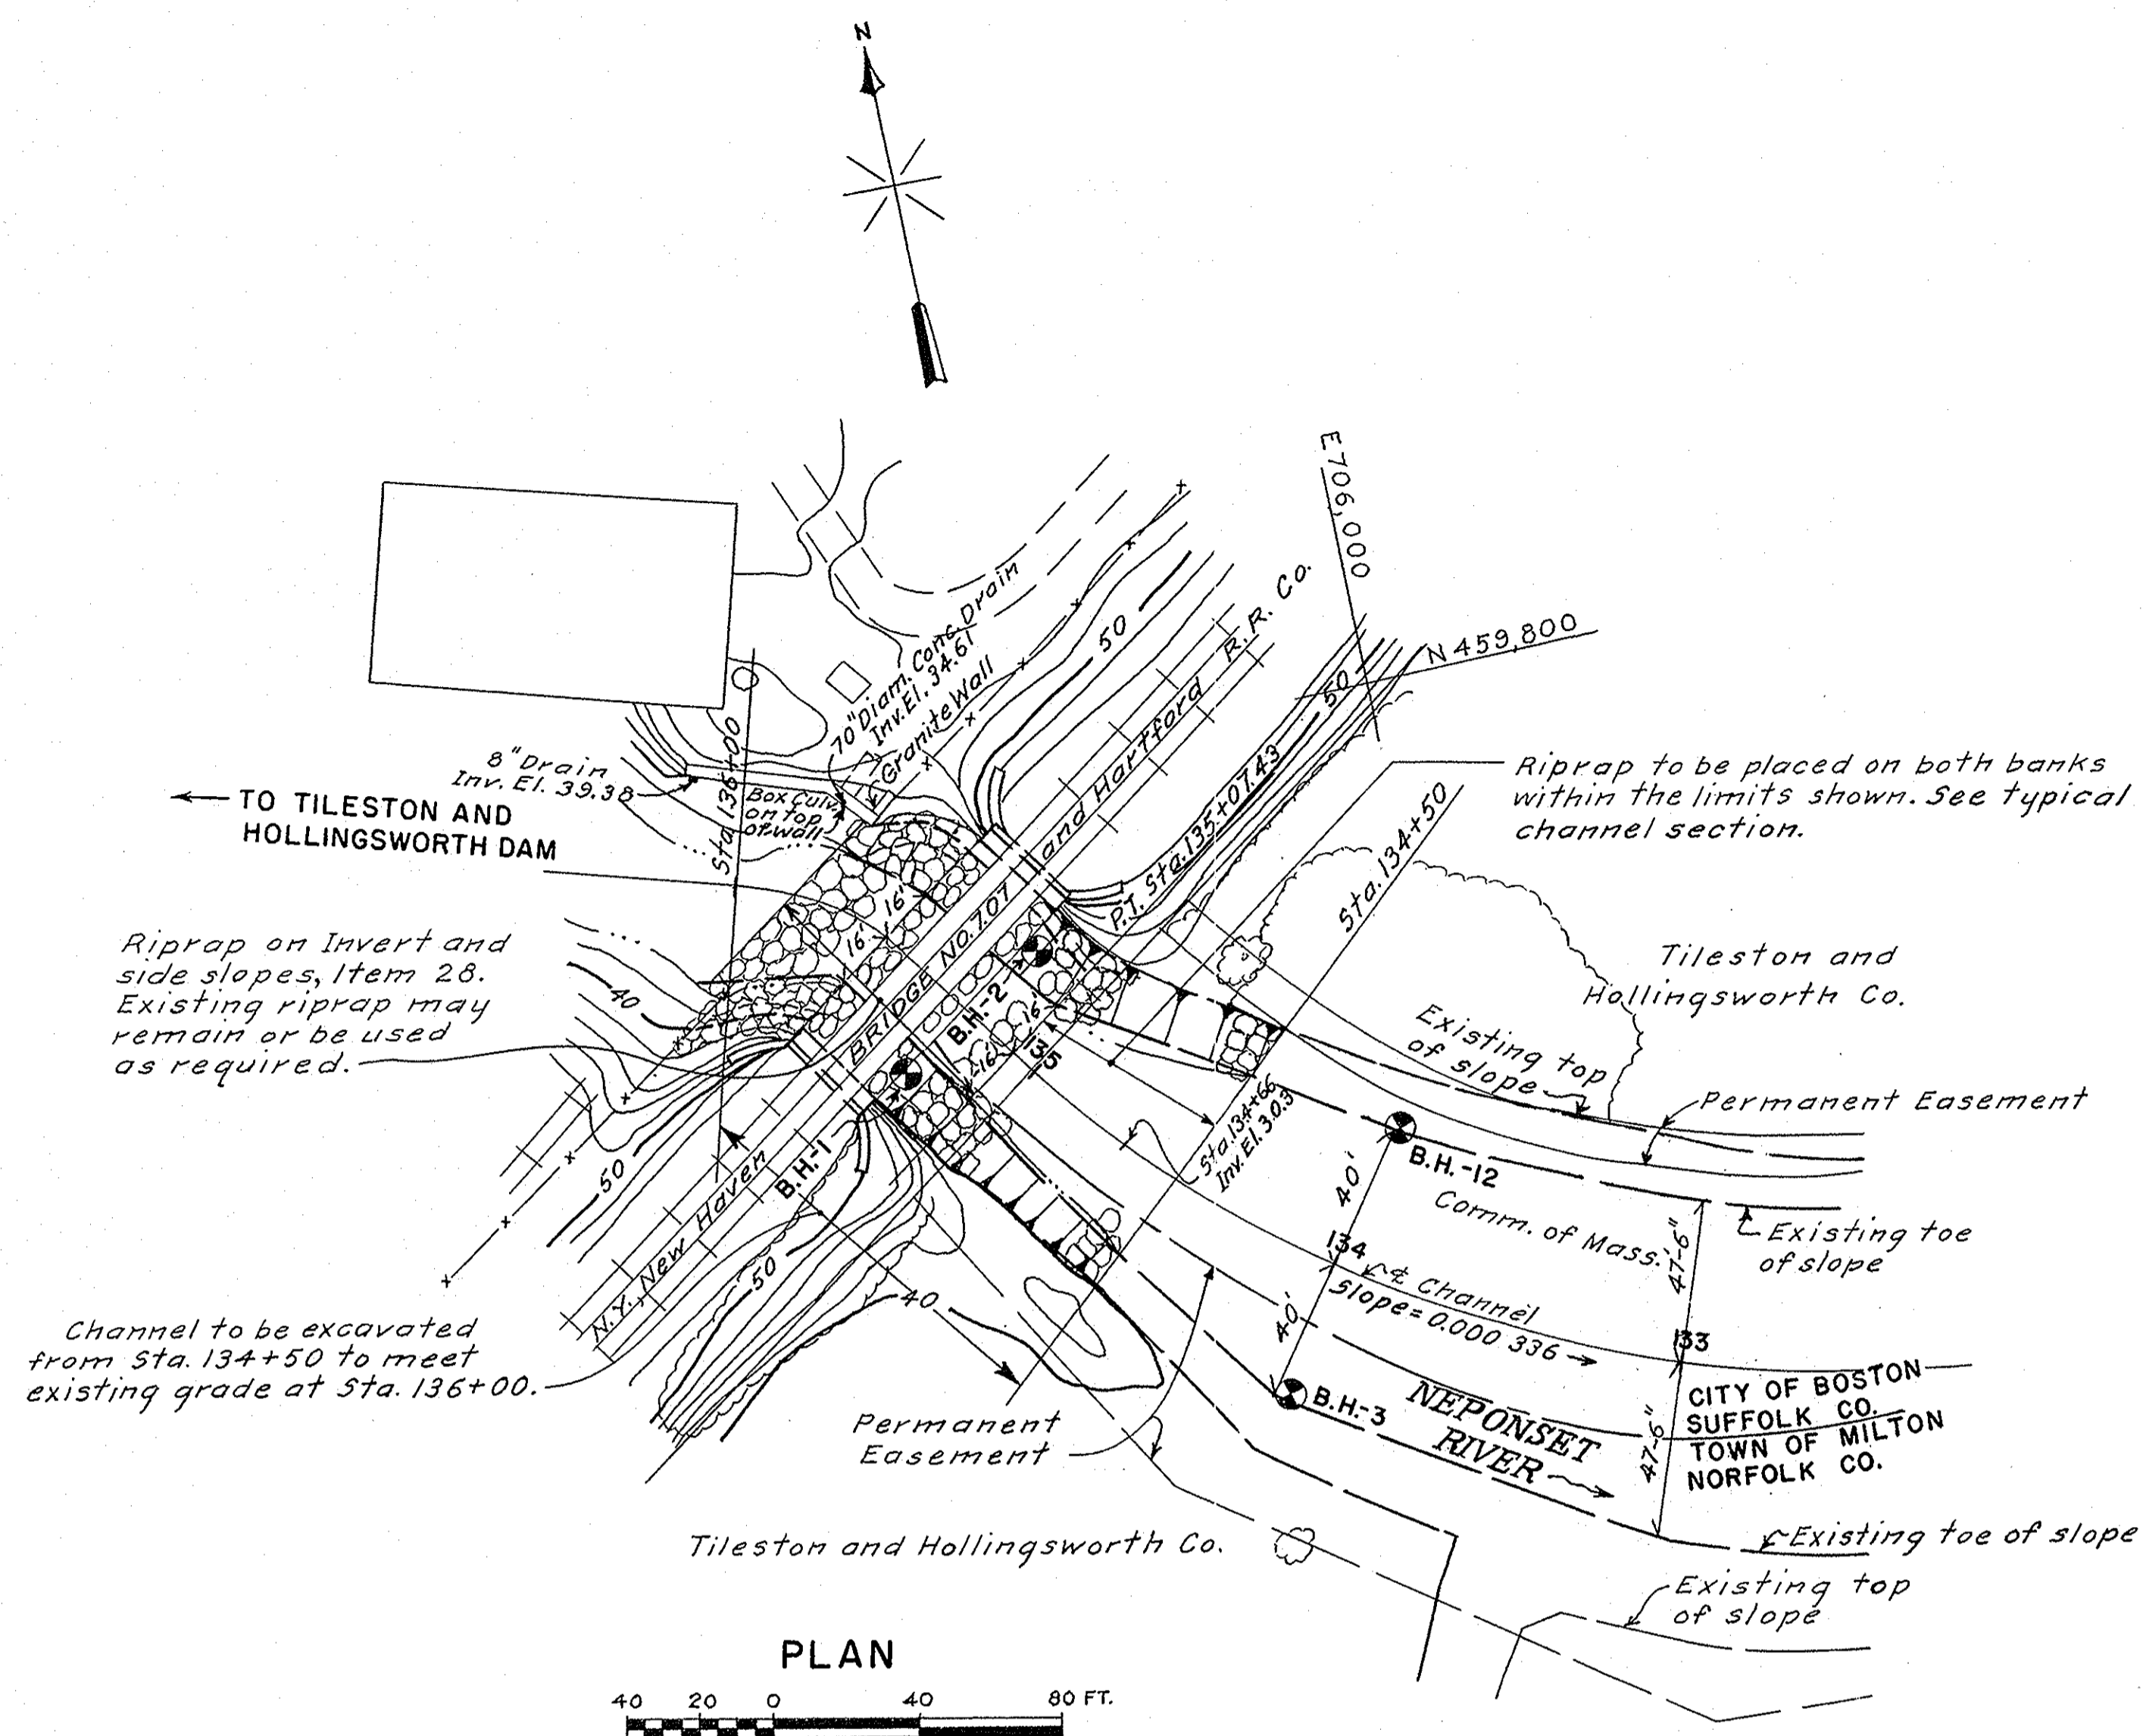 N
E 706,000
N 459,800
50
and Hartford R. R. Co.
70" Diam. Conc. Drain
Inv. El. 34.61
Granite Wall
50
8" Drain
Inv. El. 39.38
Box Culv.
on top
of wall
Sta. 136+00
TO TILESTON AND
HOLLINGSWORTH DAM
P.T. Sta. 135+07.43
Sta. 134+50
Riprap to be placed on both banks
within the limits shown. See typical
channel section.
Riprap on Invert and
side slopes, Item 28.
Existing riprap may
remain or be used
as required.
40
16'
16'
BRIDGE NO. 7.07
B.H.-2
16'
16'
135
Tileston and
Hollingsworth Co.
Existing top
of slope
Permanent Easement
Sta. 134+66
Inv. El. 30.3
B.H.-12
40'
Comm. of Mass.
47'-6"
Existing toe
of slope
50
B.H.-1
N.Y., New Haven
134
₵ Channel
Slope = 0.000 336
133
40'
50
40
Channel to be excavated
from Sta. 134+50 to meet
existing grade at Sta. 136+00.
CITY OF BOSTON
SUFFOLK CO.
TOWN OF MILTON
NORFOLK CO.
47'-6"
B.H.-3
NEPONSET
RIVER
Permanent
Easement
Existing toe of slope
Tileston and Hollingsworth Co.
Existing top
of slope
PLAN
40 20 0 40 80 FT.